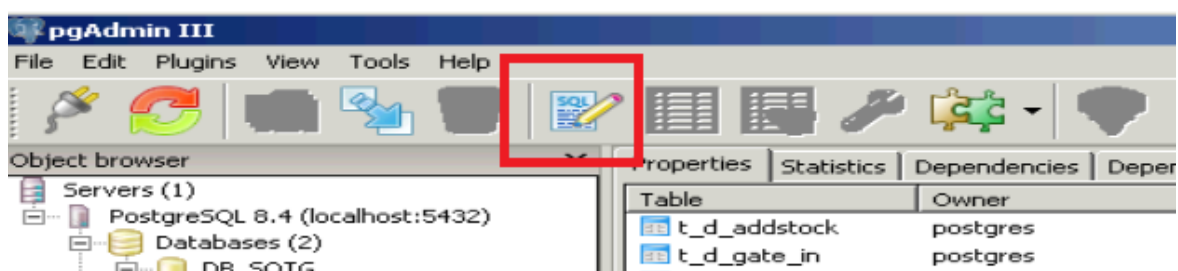 pgAdmin III
File Edit Plugins View Tools Help
SQL
Object browser
Properties Statistics Dependencies
Servers (1)
Table Owner
PostgreSQL 8.4 (localhost:5432)
t_d_addstock postgres
Databases (2)
t_d_gate_in postgres